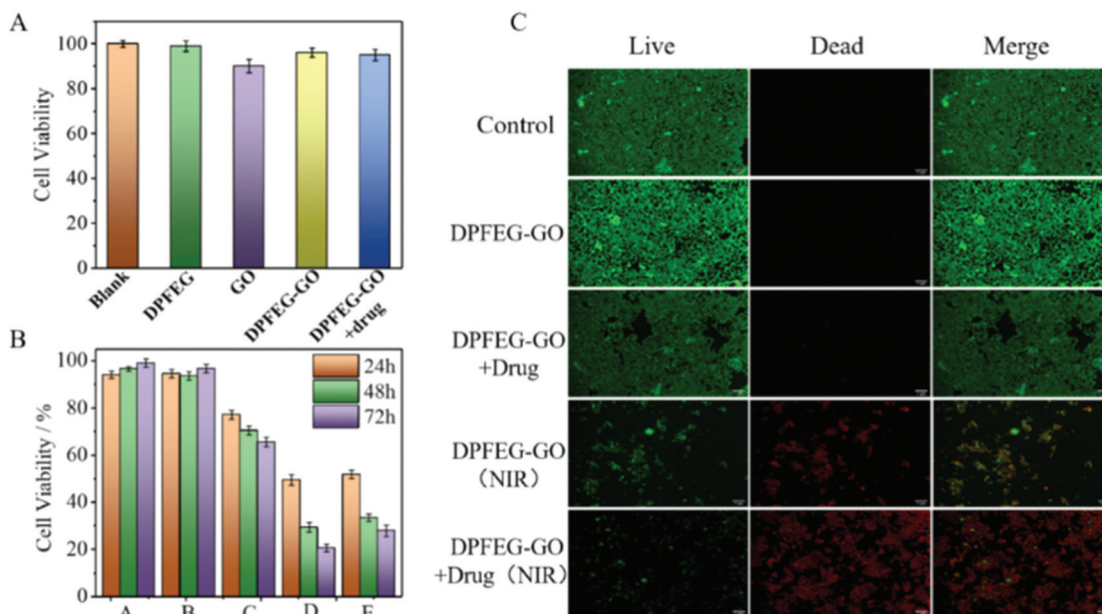 A
Cell Viability
100
80
60
40
20
0
Blank
DPFEG
GO
DPFEG-GO
DPFEG-GO
+drug
B
Cell Viability / %
100
80
60
40
20
0
24h
48h
72h
A B C D E
C
Live Dead Merge
Control
DPFEG-GO
DPFEG-GO
+Drug
DPFEG-GO
（NIR）
DPFEG-GO
+Drug（NIR）